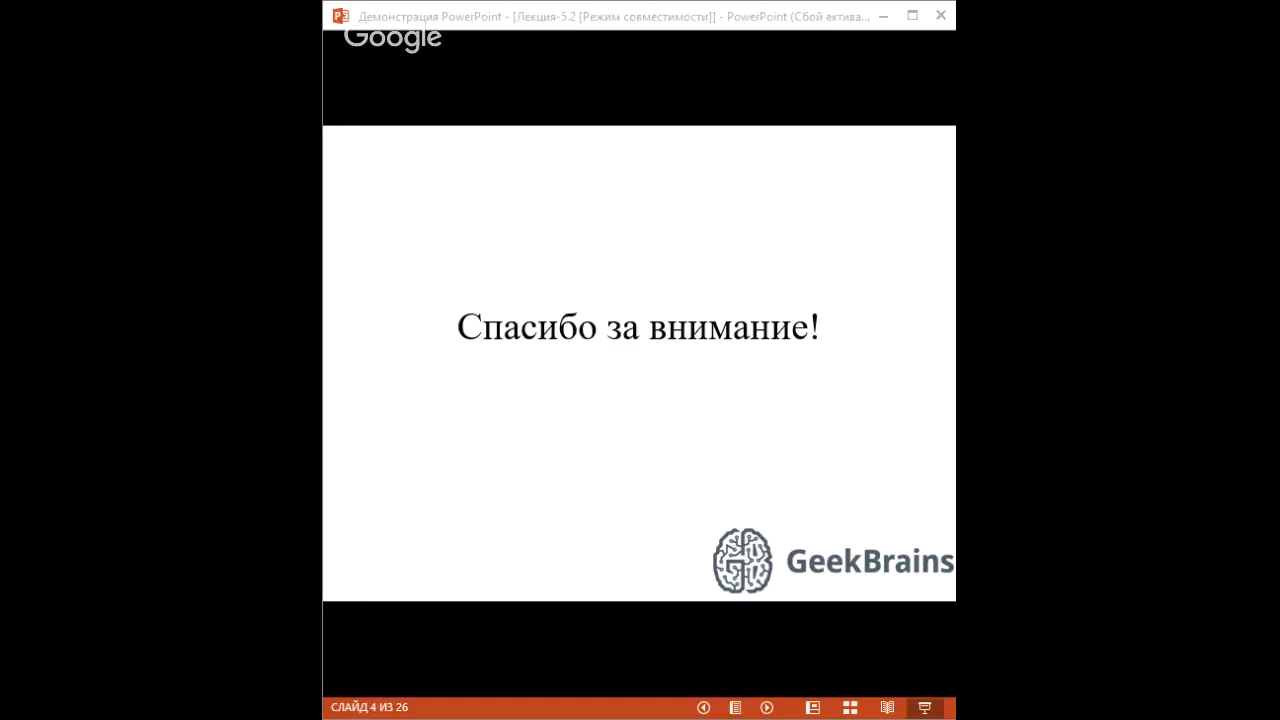 Демонстрация PowerPoint - [Лекция-5.2 [Режим совместимости]] - PowerPoint (Сбой актива...
Google
Спасибо за внимание!
GeekBrains
СЛАЙД 4 ИЗ 26